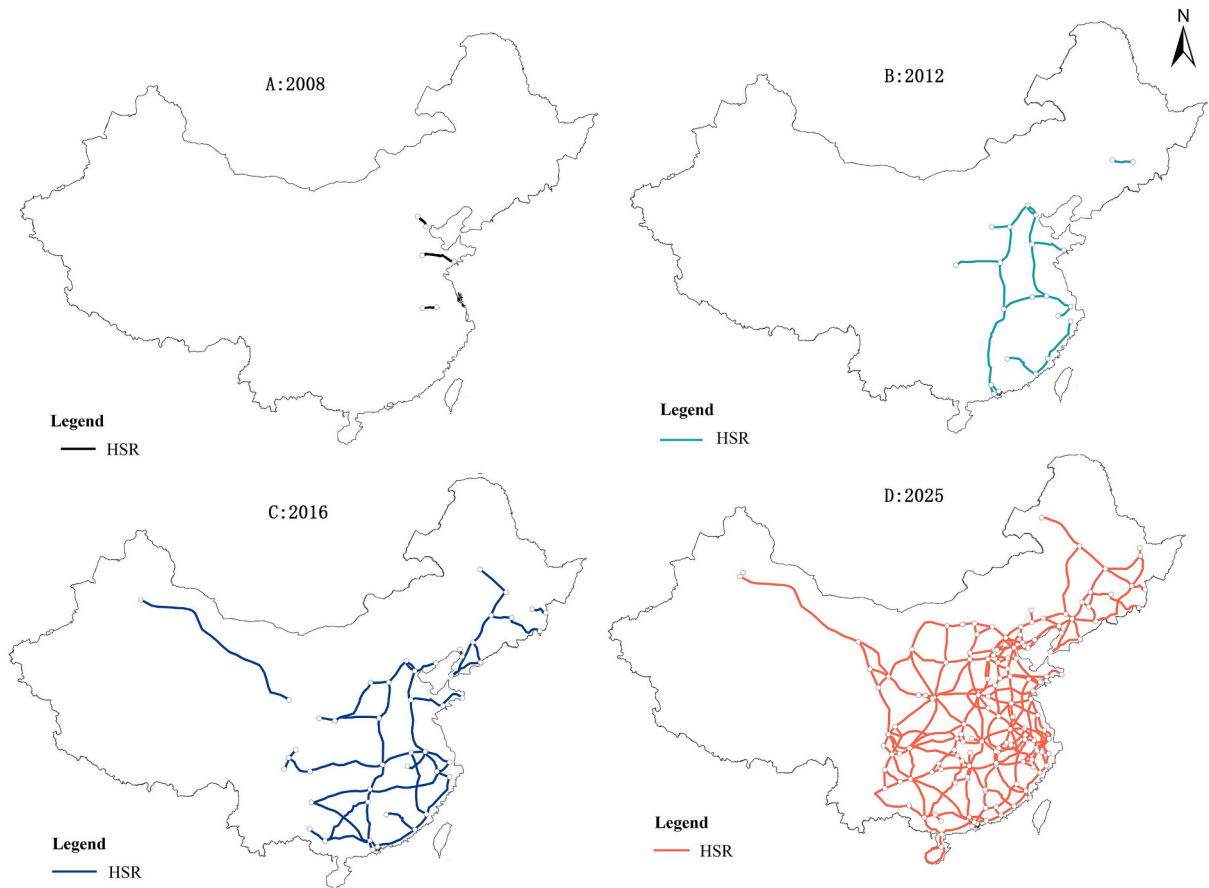 N
A:2008
B:2012
Legend
HSR
Legend
HSR
C:2016
D:2025
Legend
HSR
Legend
HSR